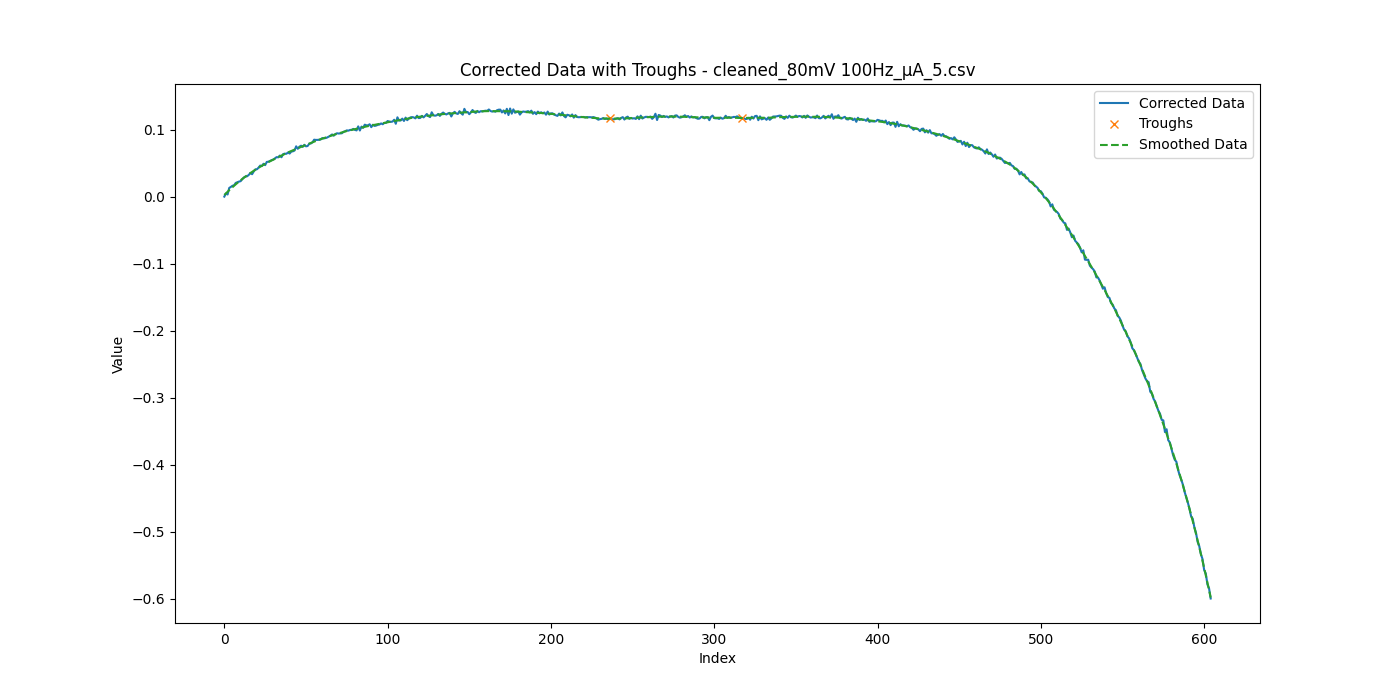 Corrected Data with Troughs - cleaned_80mV 100Hz_µA_5.csv
Corrected Data
Troughs
Smoothed Data
Value
0.1
0.0
−0.1
−0.2
−0.3
−0.4
−0.5
−0.6
0 100 200 300 400 500 600
Index